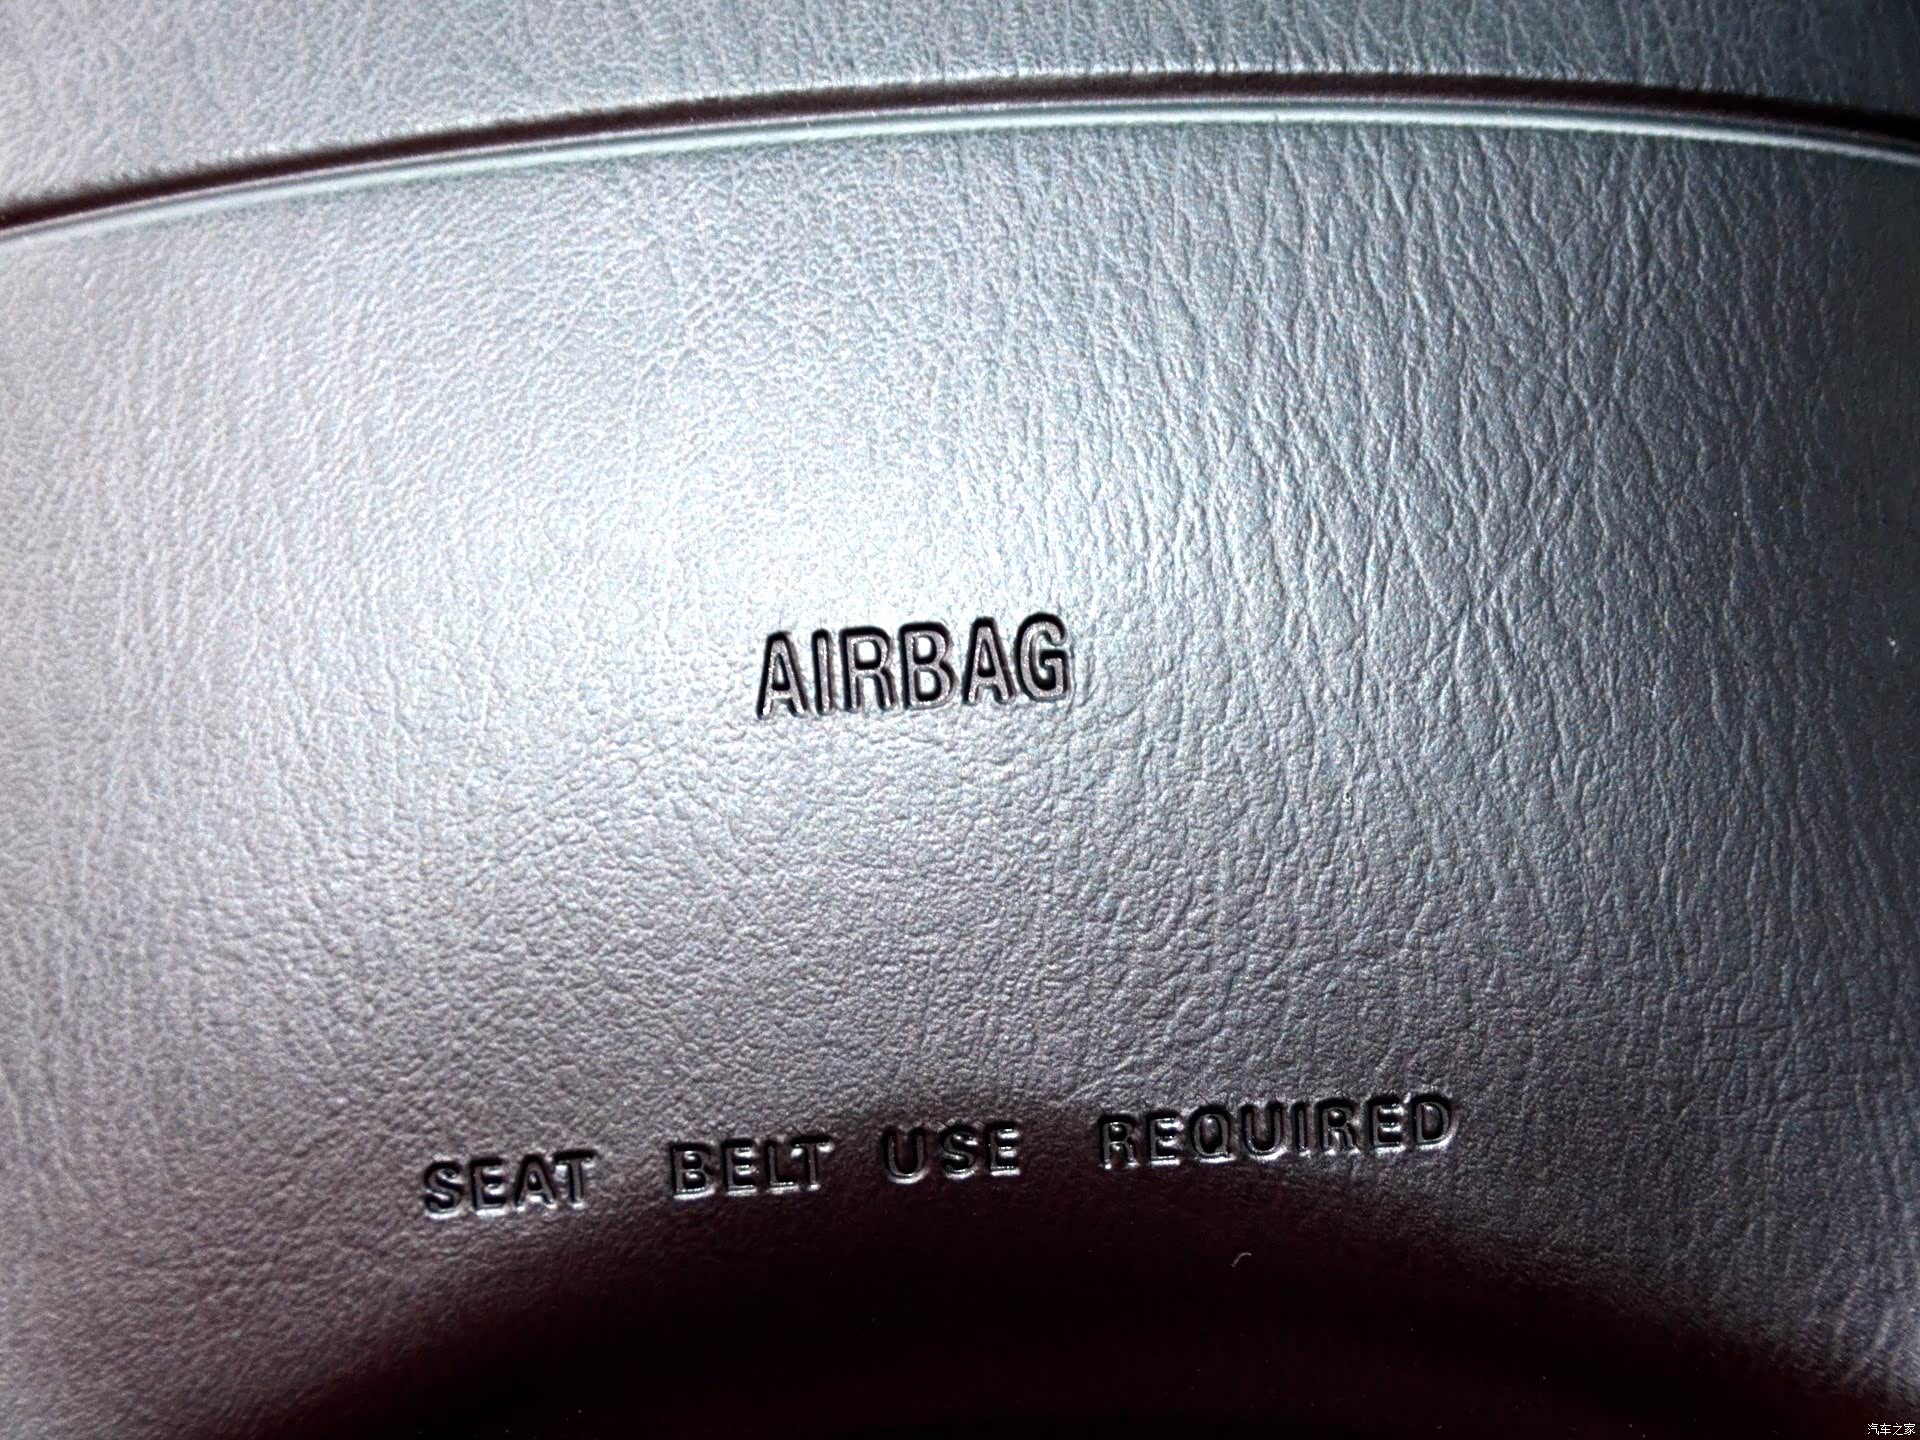 AIRBAG
SEAT BELT USE REQUIRED
汽车之家